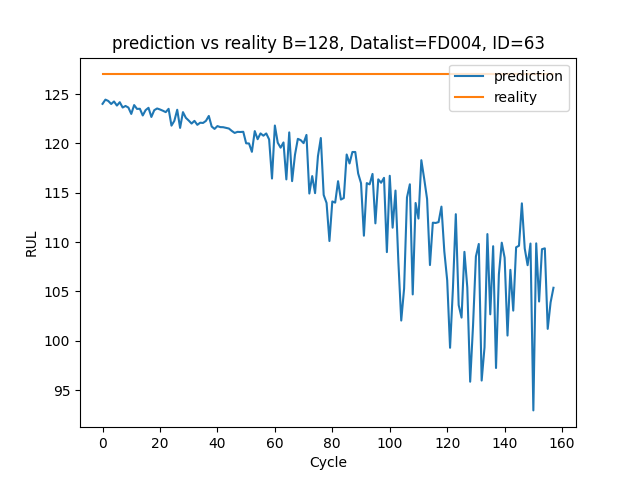 prediction vs reality B=128, Datalist=FD004, ID=63
prediction
reality
RUL
125
120
115
110
105
100
95
0 20 40 60 80 100 120 140 160
Cycle